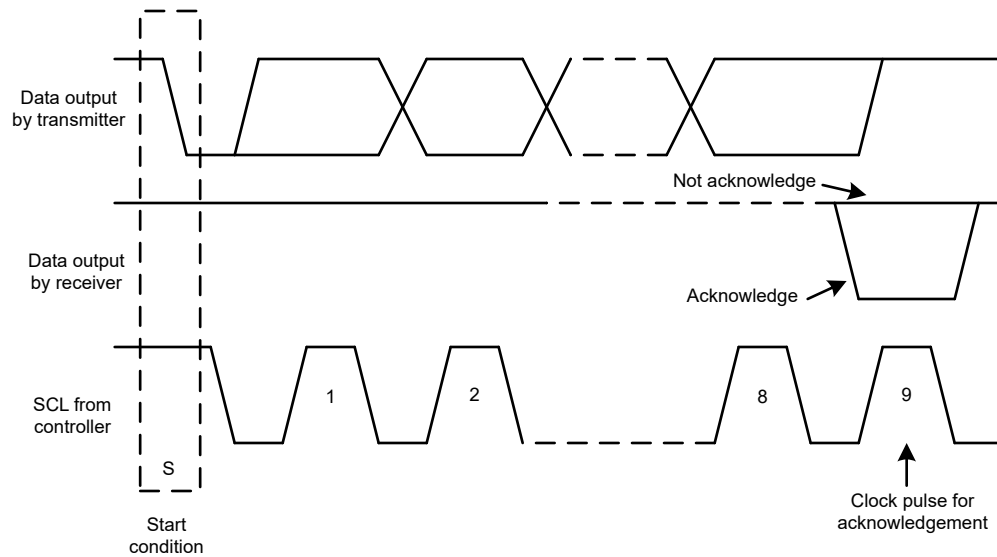 Data output
by transmitter
Not acknowledge
Data output
by receiver
Acknowledge
SCL from
controller
1
2
8
9
S
Start
condition
Clock pulse for
acknowledgement